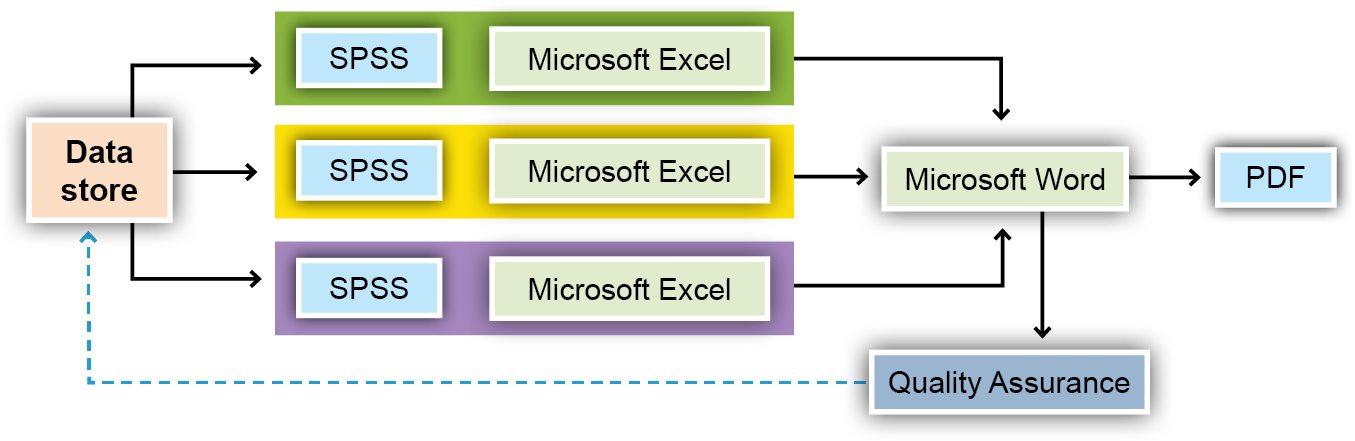 SPSS
Microsoft Excel
Data
store
SPSS
Microsoft Excel
Microsoft Word
PDF
SPSS
Microsoft Excel
Quality Assurance